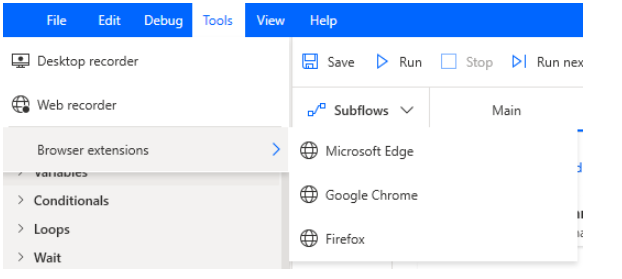 File Edit Debug Tools View Help
Desktop recorder
Save Run Stop Run nex
Web recorder
Subflows Main
Browser extensions
Microsoft Edge
Variables
Google Chrome
Conditionals
Loops
Firefox
Wait